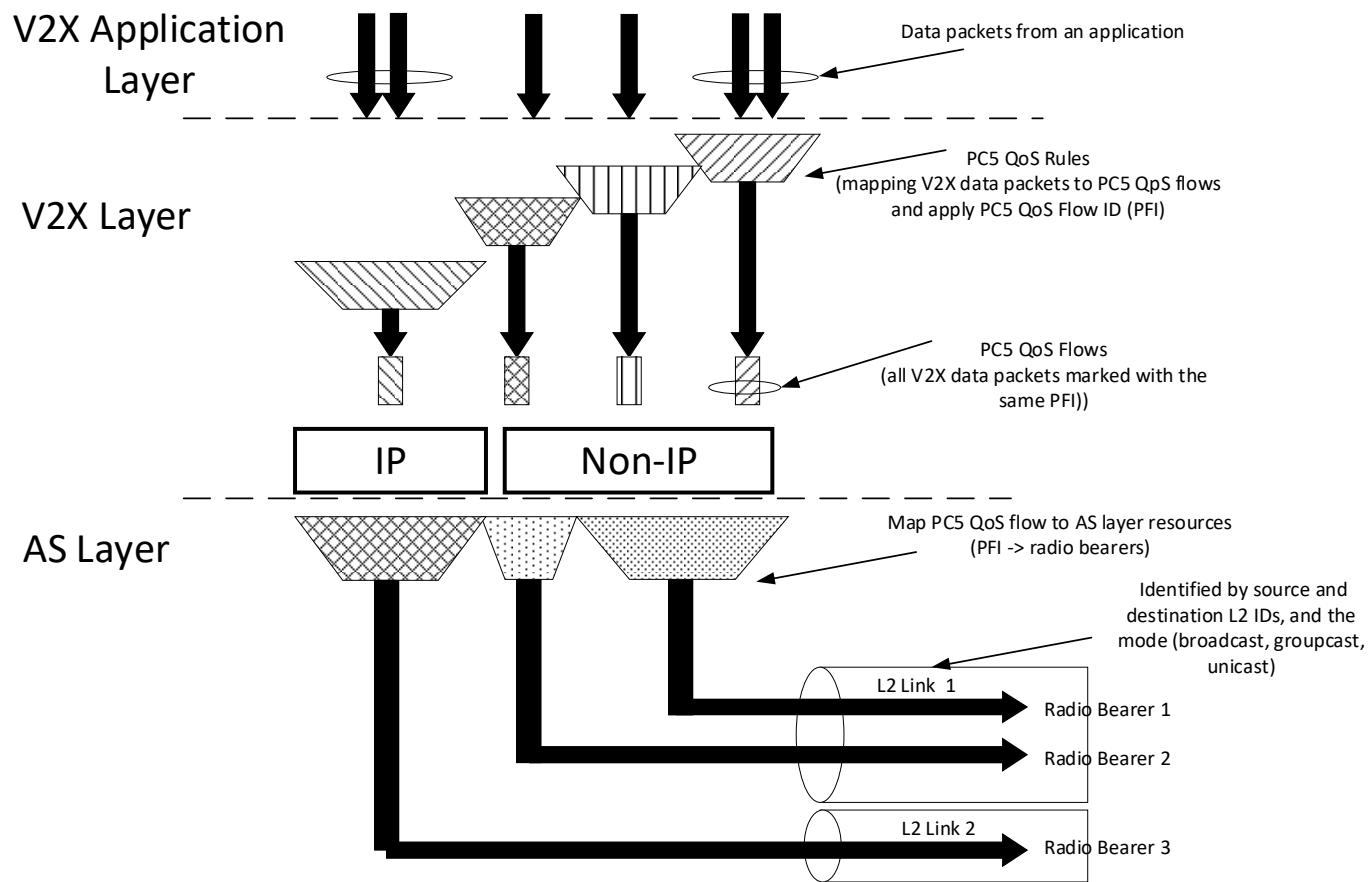 V2X Application
Layer
Data packets from an application
PC5 QoS Rules
(mapping V2X data packets to PC5 QpS flows
and apply PC5 QoS Flow ID (PFI)
V2X Layer
PC5 QoS Flows
(all V2X data packets marked with the
same PFI))
IP
Non-IP
AS Layer
Map PC5 QoS flow to AS layer resources
(PFI -> radio bearers)
Identified by source and
destination L2 IDs, and the
mode (broadcast, groupcast,
unicast)
L2 Link 1
Radio Bearer 1
Radio Bearer 2
L2 Link 2
Radio Bearer 3